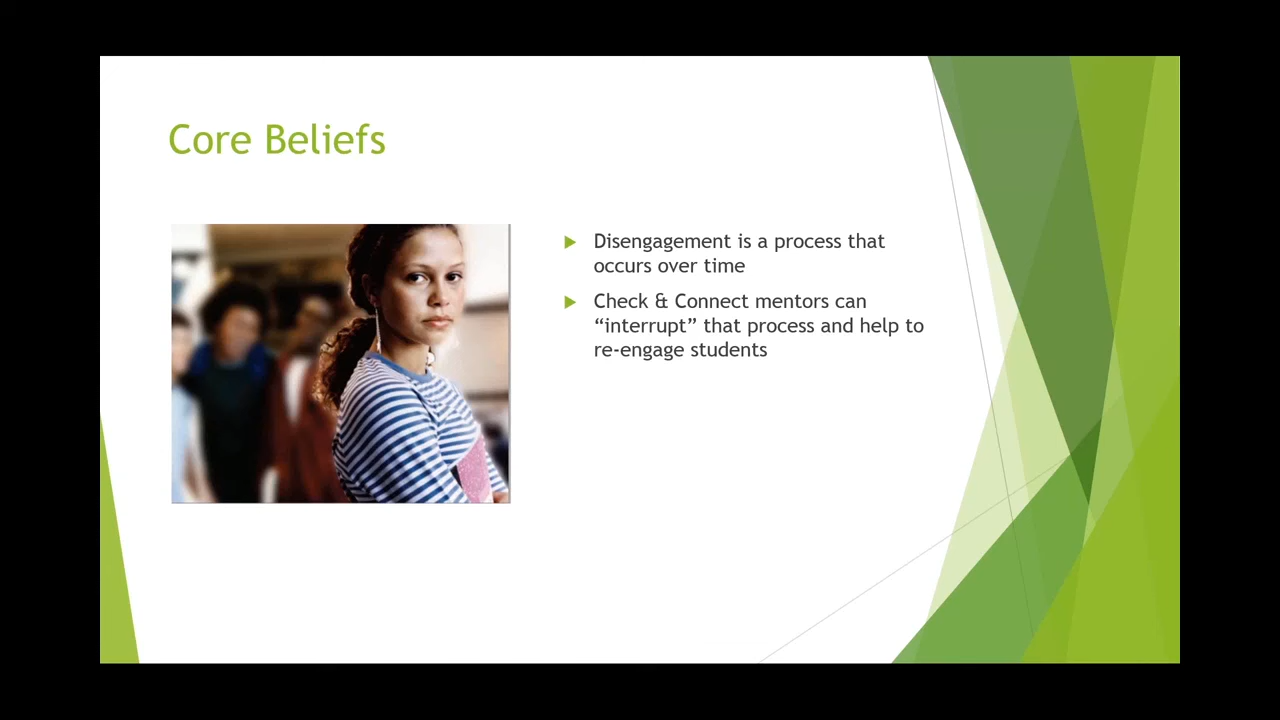 Core Beliefs
Disengagement is a process that
occurs over time
Check & Connect mentors can
“interrupt” that process and help to
re-engage students